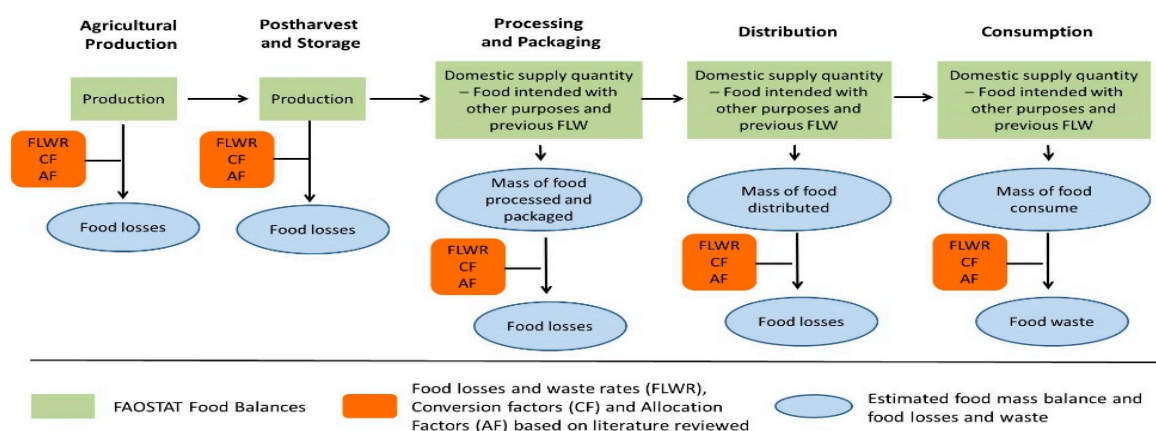 Agricultural
Production
Postharvest
and Storage
Processing
and Packaging
Distribution
Consumption
Production
Production
Domestic supply quantity
– Food intended with
other purposes and
previous FLW
Domestic supply quantity
– Food intended with
other purposes and
previous FLW
Domestic supply quantity
– Food intended with
other purposes and
previous FLW
FLWR
CF
AF
FLWR
CF
AF
Food losses
Food losses
Mass of food
processed and
packaged
Mass of food
distributed
Mass of food
consume
FLWR
CF
AF
FLWR
CF
AF
FLWR
CF
AF
Food losses
Food losses
Food waste
FAOSTAT Food Balances
Food losses and waste rates (FLWR),
Conversion factors (CF) and Allocation
Factors (AF) based on literature reviewed
Estimated food mass balance and
food losses and waste